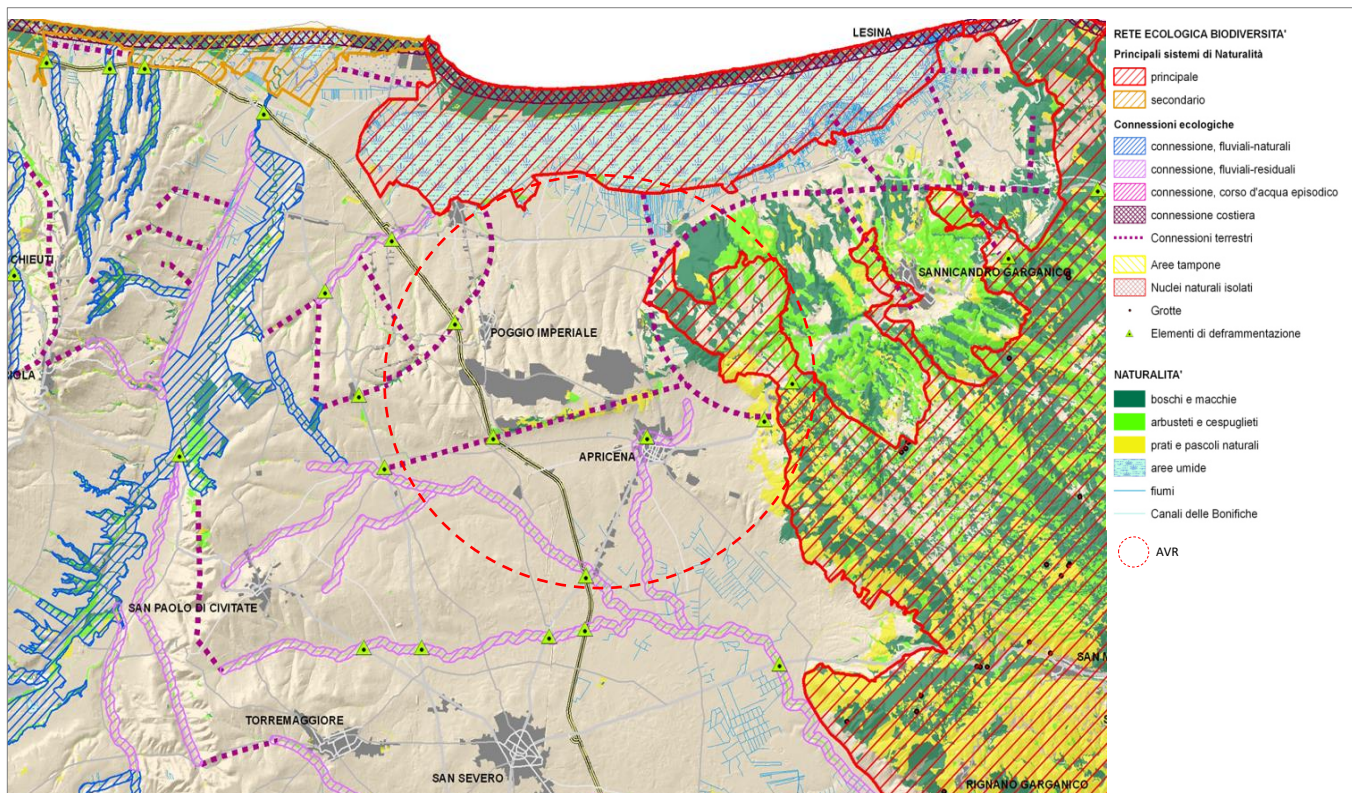 LESINA
CHIEUTI
SANNICANDRO GARGANICO
POGGIO IMPERIALE
APRICENA
SAN PAOLO DI CIVITATE
TORREMAGGIORE
SAN SEVERO
RIGNANO GARGANICO
RETE ECOLOGICA BIODIVERSITA'
Principali sistemi di Naturalità
principale
secondario
Connessioni ecologiche
connessione, fluviali-naturali
connessione, fluviali-residuali
connessione, corso d'acqua episodico
connessione costiera
Connessioni terrestri
Aree tampone
Nuclei naturali isolati
Grotte
Elementi di deframmentazione
NATURALITA'
boschi e macchie
arbusteti e cespuglieti
prati e pascoli naturali
aree umide
fiumi
Canali delle Bonifiche
AVR